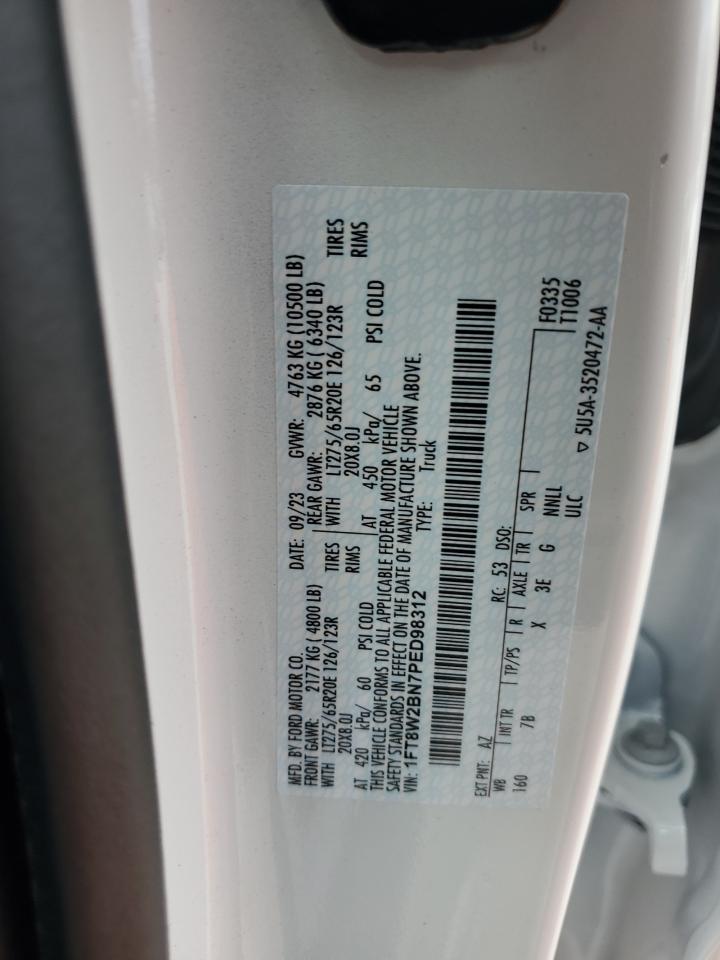 MFD. BY FORD MOTOR CO. DATE: 09/23 GVWR: 4763 KG (10500 LB)
FRONT GAWR: 2177 KG ( 4800 LB) REAR GAWR: 2876 KG ( 6340 LB)
WITH LT275/65R20E 126/123R TIRES WITH LT275/65R20E 126/123R TIRES
20X8.0J RIMS 20X8.0J RIMS
AT 420 kPa/ 60 PSI COLD AT 450 kPa/ 65 PSI COLD
THIS VEHICLE CONFORMS TO ALL APPLICABLE FEDERAL MOTOR VEHICLE
SAFETY STANDARDS IN EFFECT ON THE DATE OF MANUFACTURE SHOWN ABOVE.
VIN: 1FT8W2BN7PED98312 TYPE: Truck
EXT PNT: AZ RC: 53 DSO:
WB INT TR TP/PS R AXLE TR SPR F0335
160 7B X 3E G NNLL T1006
ULC
▽ 5U5A-3520472-AA